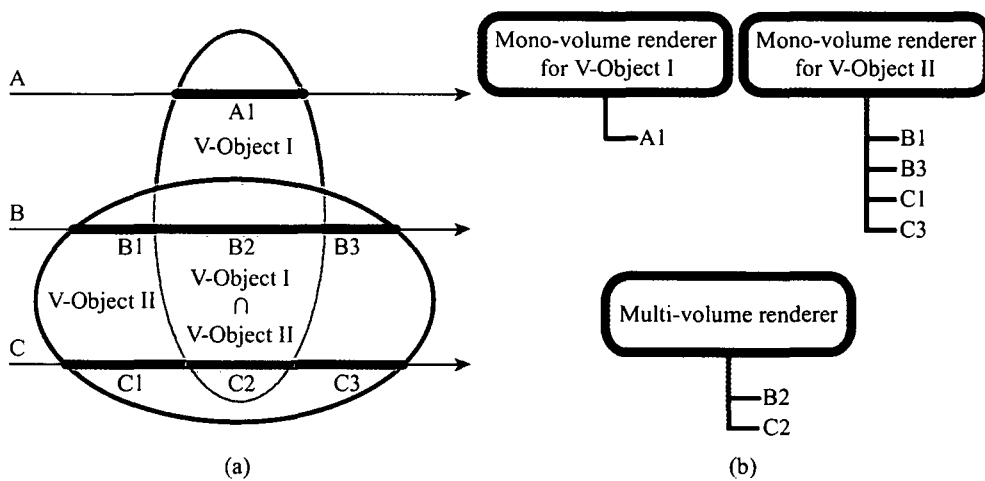 A
A1
V-Object I
B
B1
B2
B3
V-Object II
V-Object I
∩
V-Object II
C
C1
C2
C3
(a)
Mono-volume renderer
for V-Object I
A1
Mono-volume renderer
for V-Object II
B1
B3
C1
C3
Multi-volume renderer
B2
C2
(b)